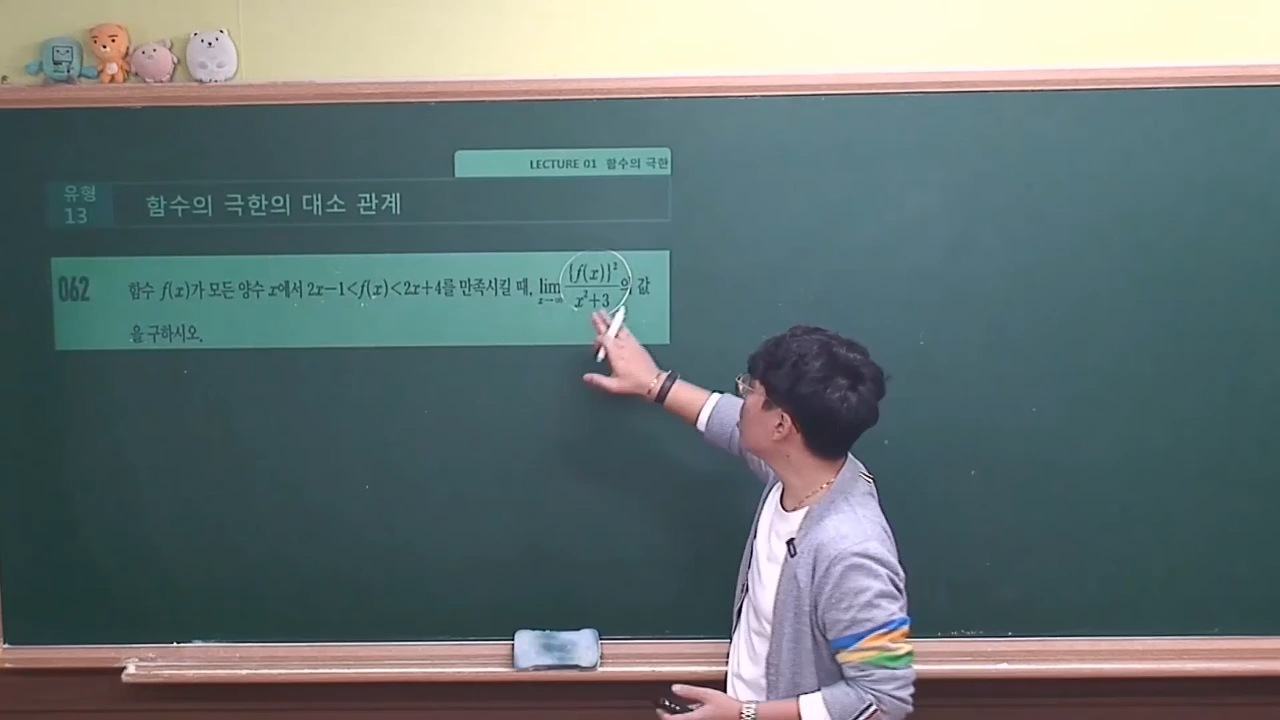 LECTURE 01 함수의 극한
유형
13
함수의 극한의 대소 관계
062
함수 f(x)가 모든 양수 x에서 2x−1<f(x)<2x+4를 만족시킬 때, lim x→∞ {f(x)}²/x²+3 의 값
을 구하시오.